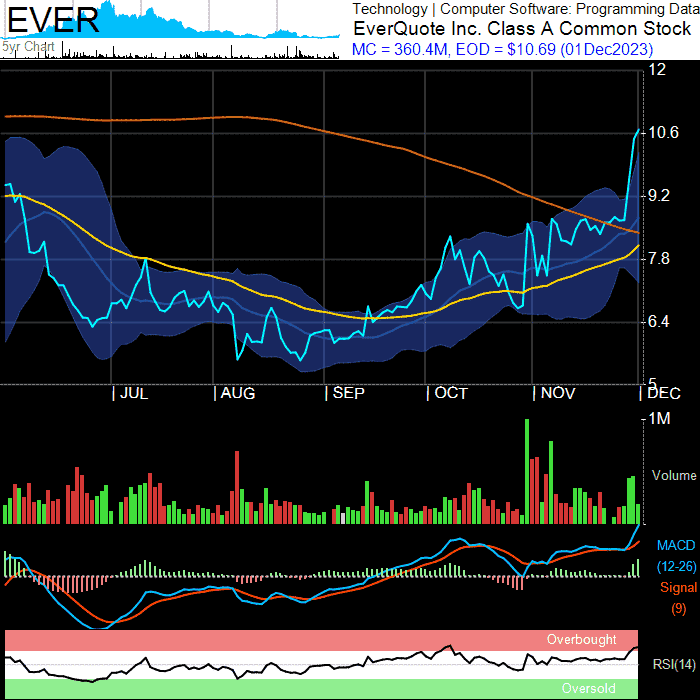 EVER
5yr Chart
Technology | Computer Software: Programming Data
EverQuote Inc. Class A Common Stock
MC = 360.4M, EOD = $10.69 (01Dec2023)
12
10.6
9.2
7.8
6.4
5
JUL AUG SEP OCT NOV DEC
1M
Volume
MACD
(12-26)
Signal
(9)
Overbought
RSI(14)
Oversold